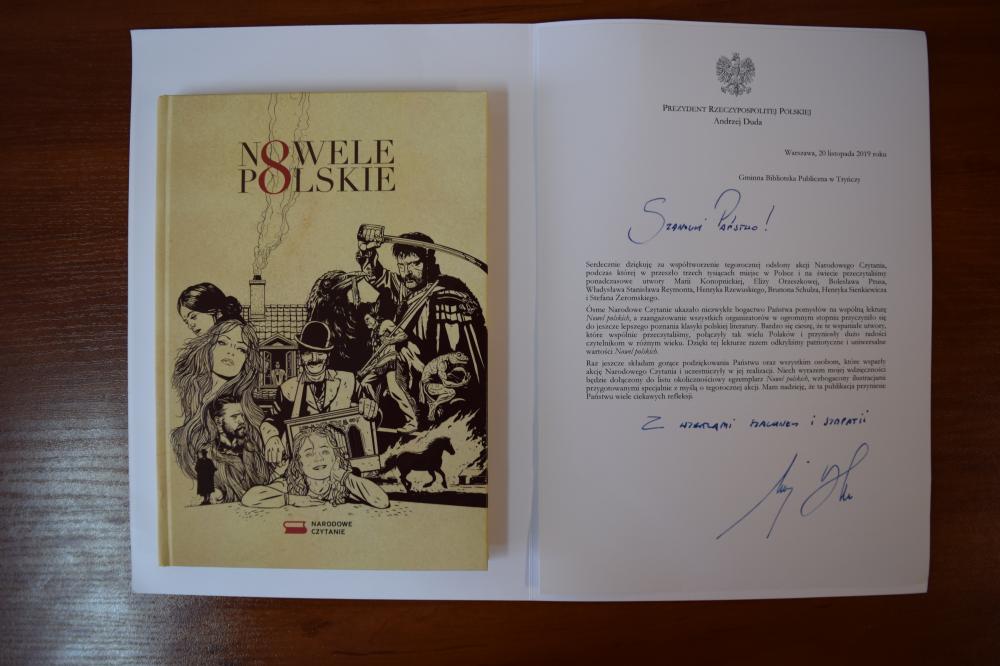 N8WELE
P LSKIE
NARODOWE
CZYTANIE
PREZYDENT RZECZYPOSPOLITEJ POLSKIEJ
Andrzej Duda
Warszawa, 20 listopada 2019 roku
Gminna Biblioteka Publiczna w Tryńczy
Szanowni Państwo!
Serdecznie dziękuję za współtworzenie tegorocznej odsłony akcji Narodowego Czytania,
podczas której w przeszło trzech tysiącach miejsc w Polsce i na świecie przeczytaliśmy
ponadczasowe utwory Marii Konopnickiej, Elizy Orzeszkowej, Bolesława Prusa,
Władysława Stanisława Reymonta, Henryka Rzewuskiego, Brunona Schulza, Henryka Sienkiewicza
i Stefana Żeromskiego.
Ósme Narodowe Czytanie ukazało niezwykłe bogactwo Państwa pomysłów na wspólną lekturę
Nowel polskich, a zaangażowanie wszystkich organizatorów w ogromnym stopniu przyczyniło się
do jeszcze lepszego poznania klasyki polskiej literatury. Bardzo się cieszę, że te wspaniałe utwory,
które wspólnie przeczytaliśmy, połączyły tak wielu Polaków i przyniosły dużo radości
czytelnikom w różnym wieku. Dzięki tej lekturze razem odkryliśmy patriotyczne i uniwersalne
wartości Nowel polskich.
Raz jeszcze składam gorące podziękowania Państwu oraz wszystkim osobom, które wsparły
akcję Narodowego Czytania i uczestniczyły w jej realizacji. Niech wyrazem mojej wdzięczności
będzie dołączony do listu okolicznościowy egzemplarz Nowel polskich, wzbogacony ilustracjami
przygotowanymi specjalnie z myślą o tegorocznej akcji. Mam nadzieję, że ta publikacja przyniesie
Państwu wiele ciekawych refleksji.
Z wyrazami szacunku i sympatii